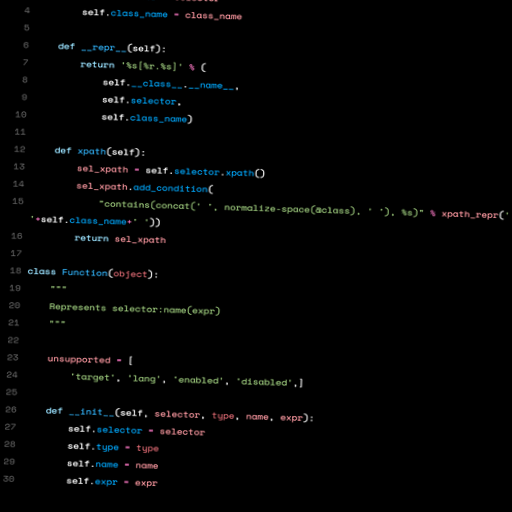 4 self.class_name = class_name
5
6 def __repr__(self):
7 return '%s[%r.%s]' % (
8 self.__class__.__name__,
9 self.selector,
10 self.class_name)
11
12 def xpath(self):
13 sel_xpath = self.selector.xpath()
14 sel_xpath.add_condition(
15 "contains(concat(' ', normalize-space(@class), ' '), %s)" % xpath_repr('
'+self.class_name+' '))
16 return sel_xpath
17
18 class Function(object):
19 """
20 Represents selector:name(expr)
21 """
22
23 unsupported = [
24 'target', 'lang', 'enabled', 'disabled',]
25
26 def __init__(self, selector, type, name, expr):
27 self.selector = selector
28 self.type = type
29 self.name = name
30 self.expr = expr